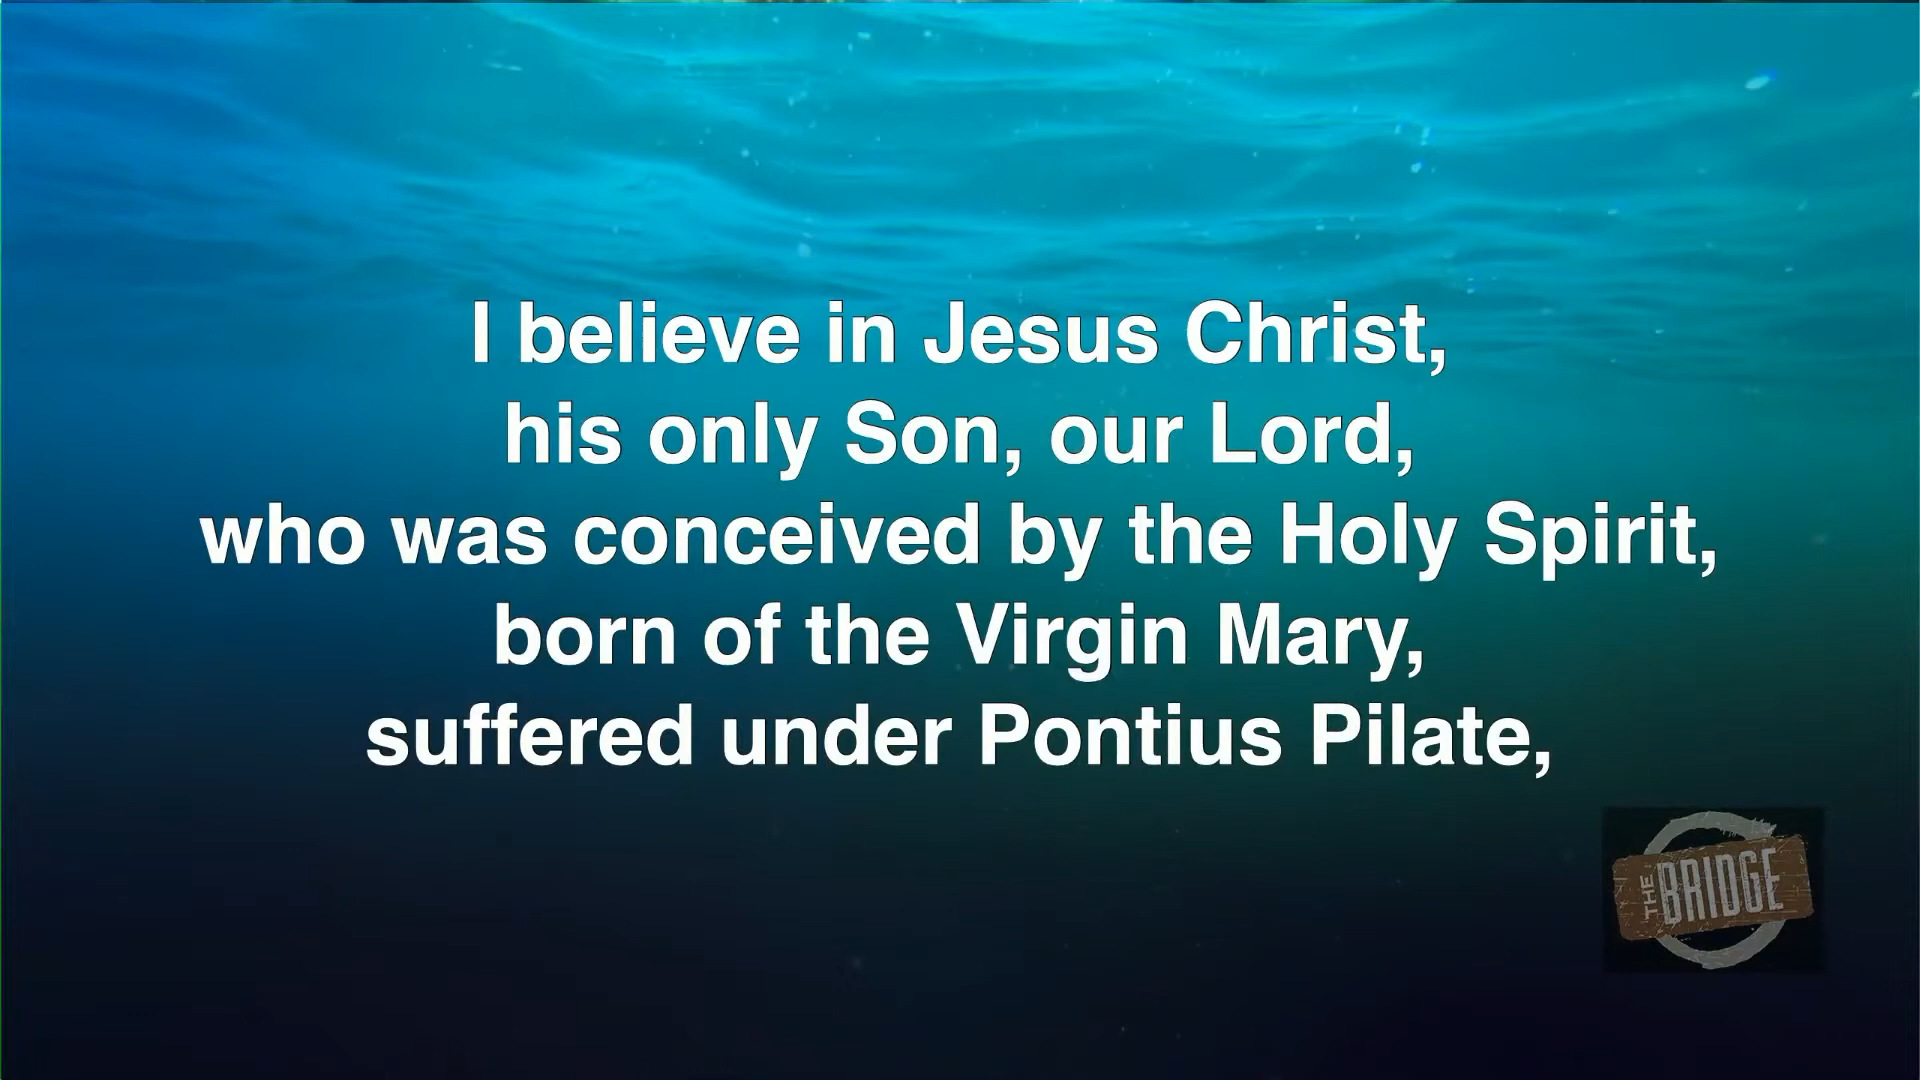 I believe in Jesus Christ,
his only Son, our Lord,
who was conceived by the Holy Spirit,
born of the Virgin Mary,
suffered under Pontius Pilate,
THE BRIDGE